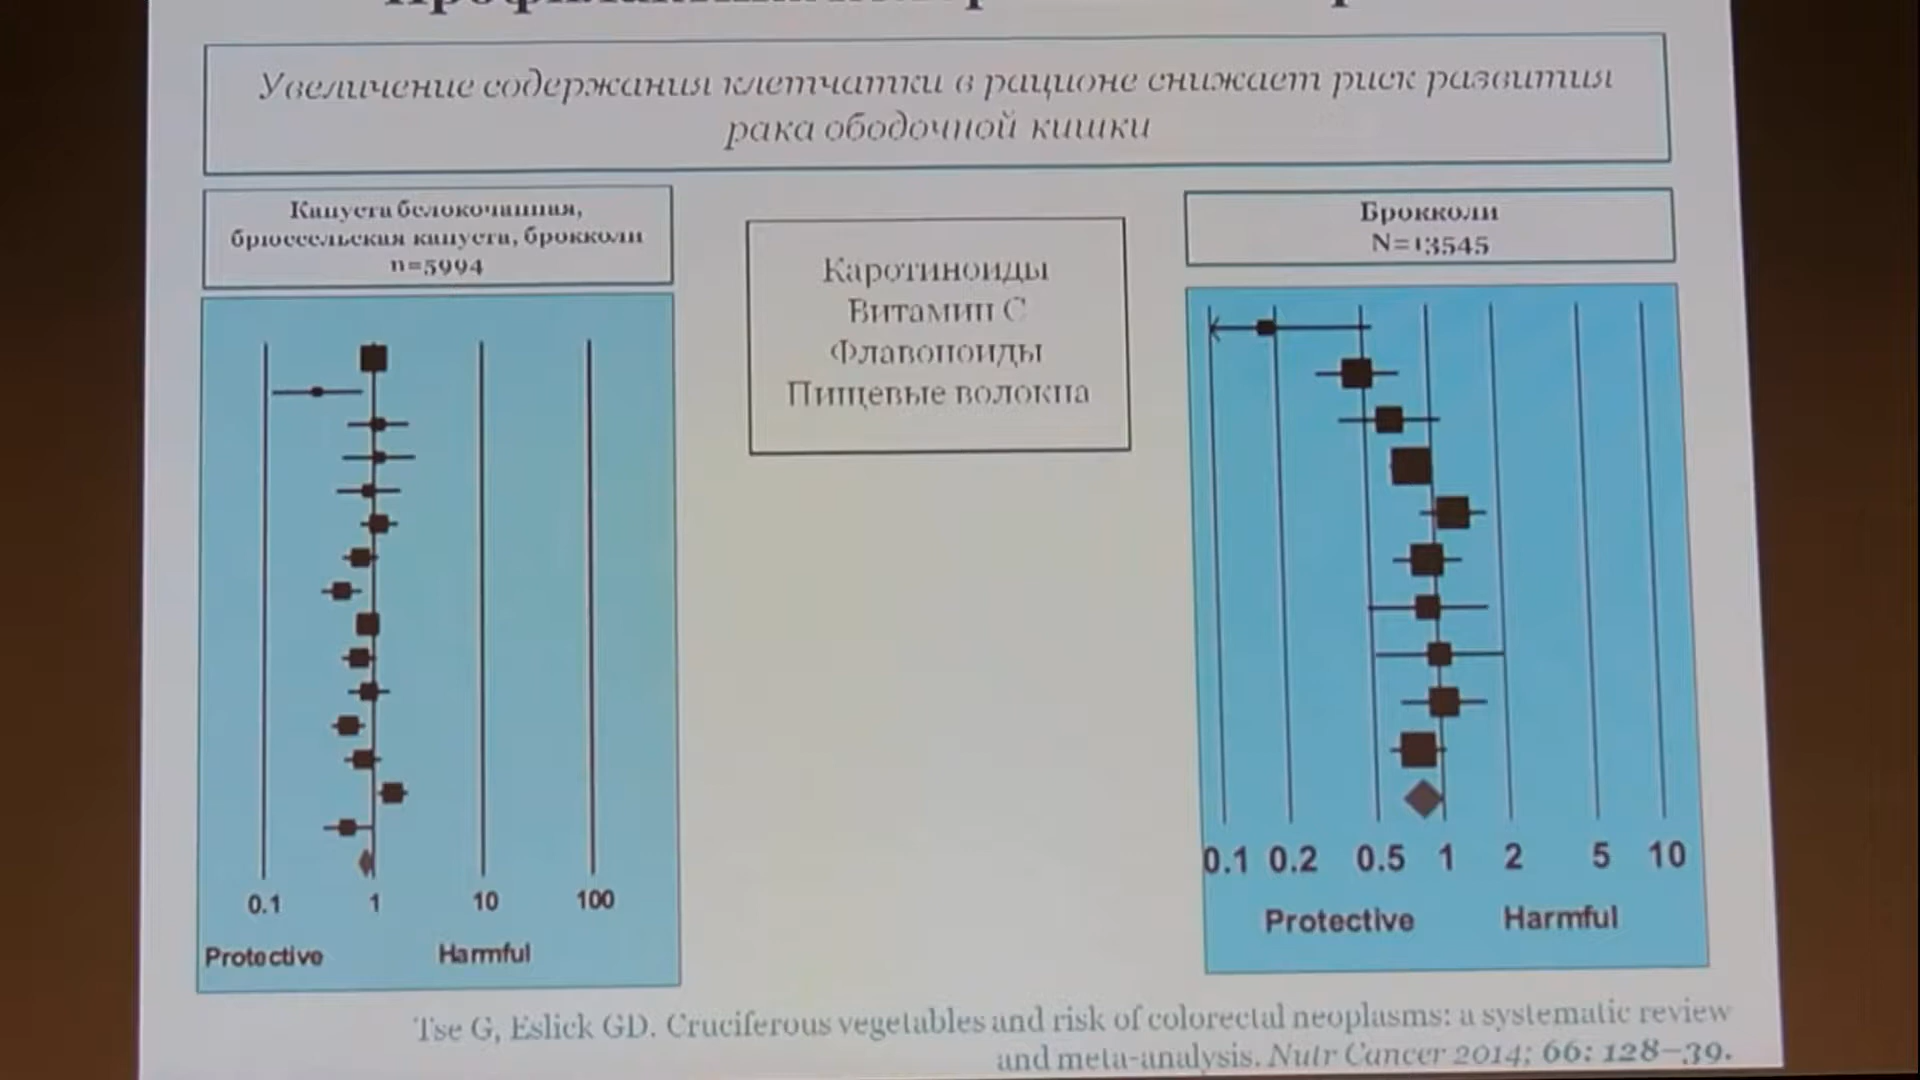 Увеличение содержания клетчатки в рационе снижает риск развития
рака ободочной кишки
Капуста белокочанная,
брюссельская капуста, брокколи
n=5994
Каротиноиды
Витамин С
Флавоноиды
Пищевые волокна
Брокколи
N=13545
0.1 1 10 100
Protective Harmful
0.1 0.2 0.5 1 2 5 10
Protective Harmful
Tse G, Eslick GD. Cruciferous vegetables and risk of colorectal neoplasms: a systematic review
and meta-analysis. Nutr Cancer 2014; 66: 128–39.